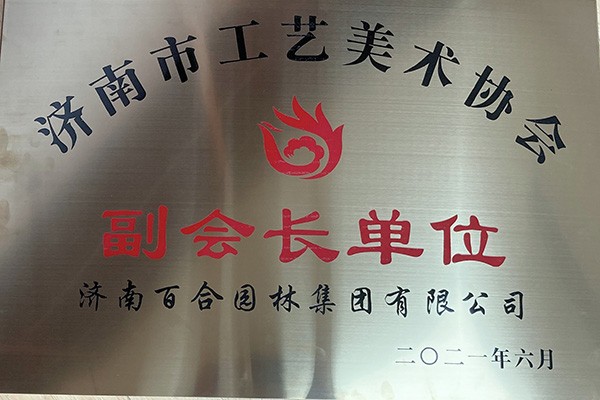 济南市工艺美术协会
副会长单位
济南百合园林集团有限公司
二〇二一年六月